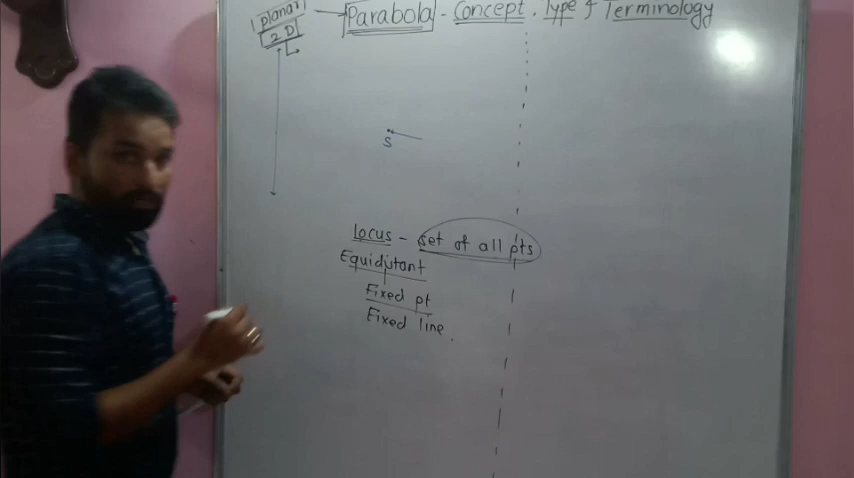 planar → Parabola - Concept. Type & Terminology
2D
S
Locus - set of all pts
Equidistant
Fixed pt
Fixed line.